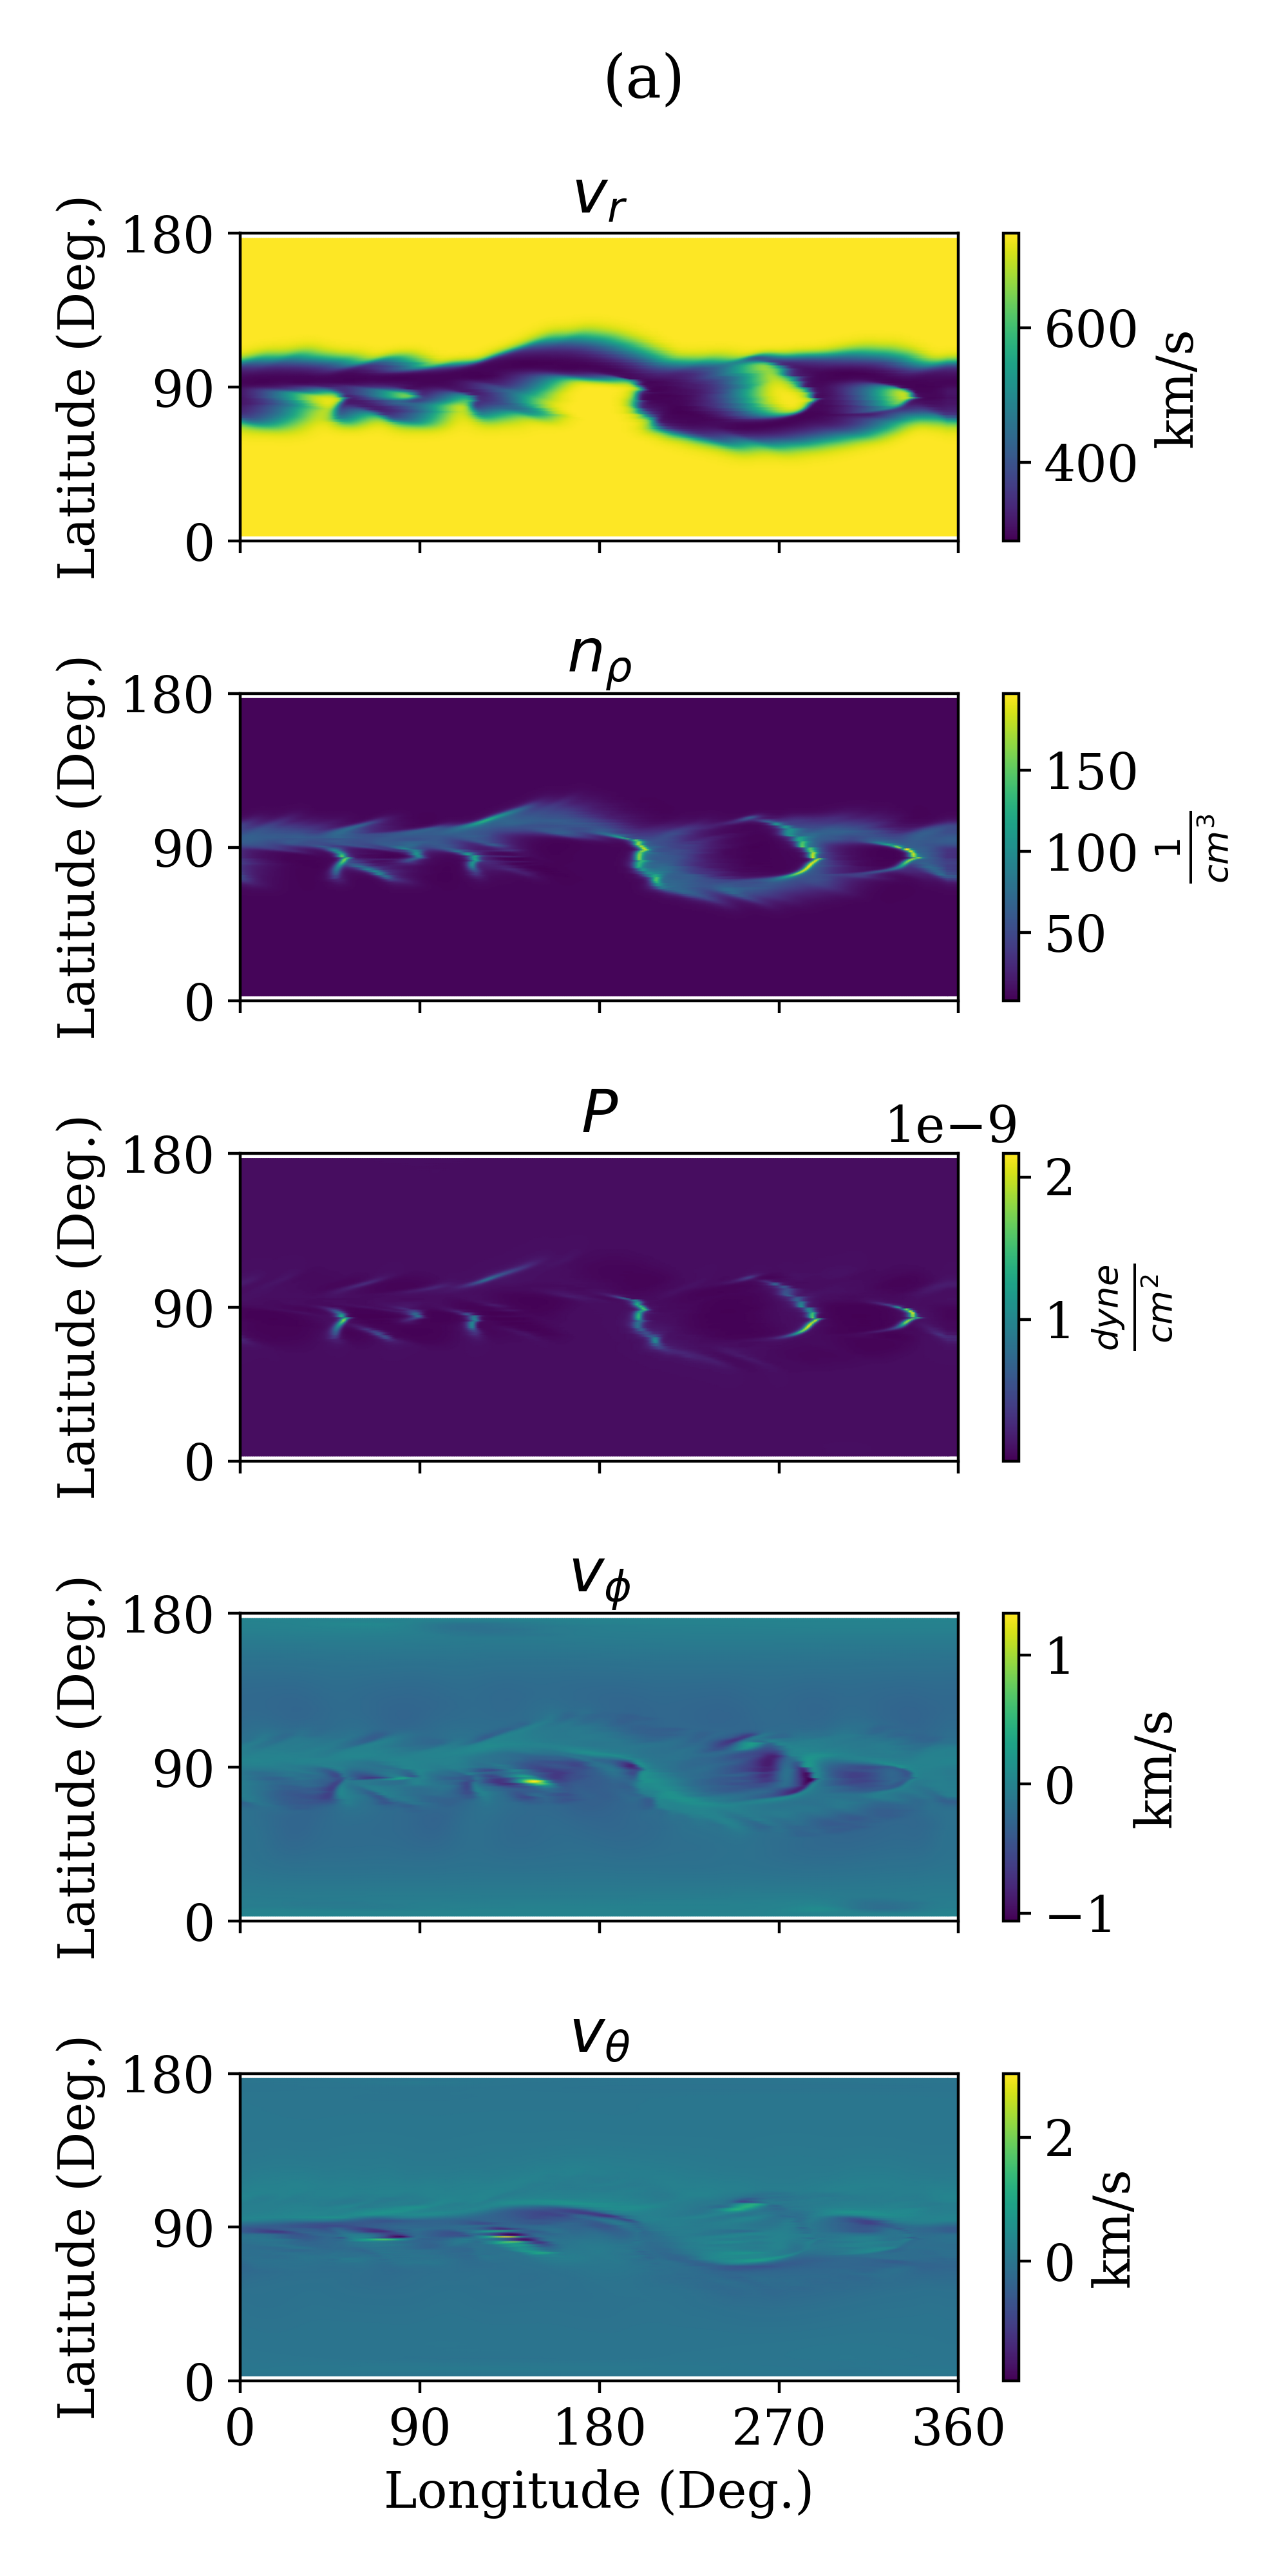 (a)
v_r
180
90
0
Latitude (Deg.)
600
400
km/s
n_ρ
180
90
0
Latitude (Deg.)
150
100
50
1/cm³
P
1e−9
180
90
0
Latitude (Deg.)
2
1
dyne/cm²
v_ϕ
180
90
0
Latitude (Deg.)
1
0
−1
km/s
v_θ
180
90
0
Latitude (Deg.)
2
0
km/s
0 90 180 270 360
Longitude (Deg.)